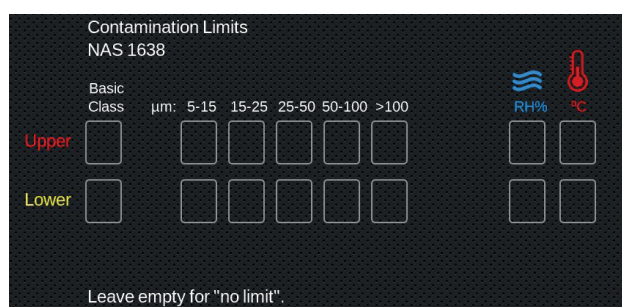 Contamination Limits
NAS 1638
Basic
Class µm: 5-15 15-25 25-50 50-100 >100 RH% ºC
Upper
Lower
Leave empty for "no limit".